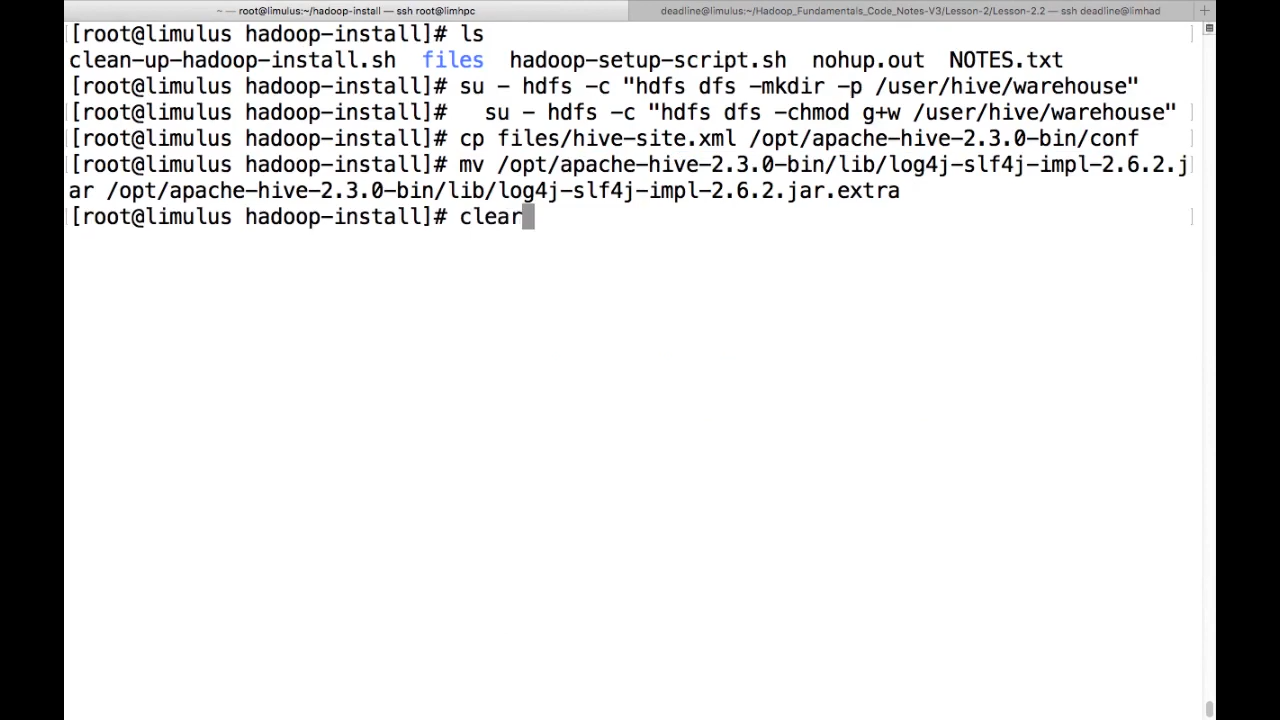 ~ — root@limulus:~/hadoop-install — ssh root@limhpc
deadline@limulus:~/Hadoop_Fundamentals_Code_Notes-V3/Lesson-2/Lesson-2.2 — ssh deadline@limhad
+
[root@limulus hadoop-install]# ls
clean-up-hadoop-install.sh  files  hadoop-setup-script.sh  nohup.out  NOTES.txt
[root@limulus hadoop-install]# su - hdfs -c "hdfs dfs -mkdir -p /user/hive/warehouse"
[root@limulus hadoop-install]#   su - hdfs -c "hdfs dfs -chmod g+w /user/hive/warehouse"
[root@limulus hadoop-install]# cp files/hive-site.xml /opt/apache-hive-2.3.0-bin/conf
[root@limulus hadoop-install]# mv /opt/apache-hive-2.3.0-bin/lib/log4j-slf4j-impl-2.6.2.j
ar /opt/apache-hive-2.3.0-bin/lib/log4j-slf4j-impl-2.6.2.jar.extra
[root@limulus hadoop-install]# clear